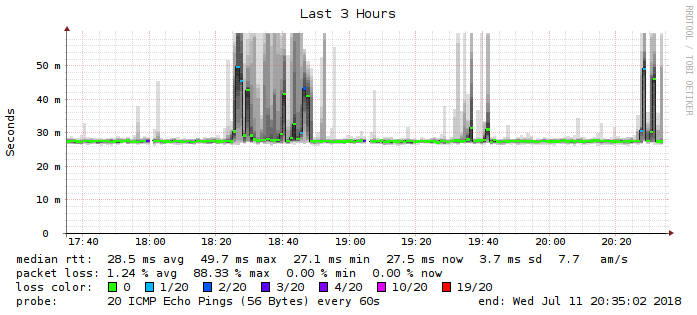 Last 3 Hours
RRDTOOL / TOBI OETIKER
Seconds
50 m
40 m
30 m
20 m
10 m
0
17:40 18:00 18:20 18:40 19:00 19:20 19:40 20:00 20:20
median rtt: 28.5 ms avg 49.7 ms max 27.1 ms min 27.5 ms now 3.7 ms sd 7.7 am/s
packet loss: 1.24 % avg 88.33 % max 0.00 % min 0.00 % now
loss color: 0 1/20 2/20 3/20 4/20 10/20 19/20
probe: 20 ICMP Echo Pings (56 Bytes) every 60s end: Wed Jul 11 20:35:02 2018